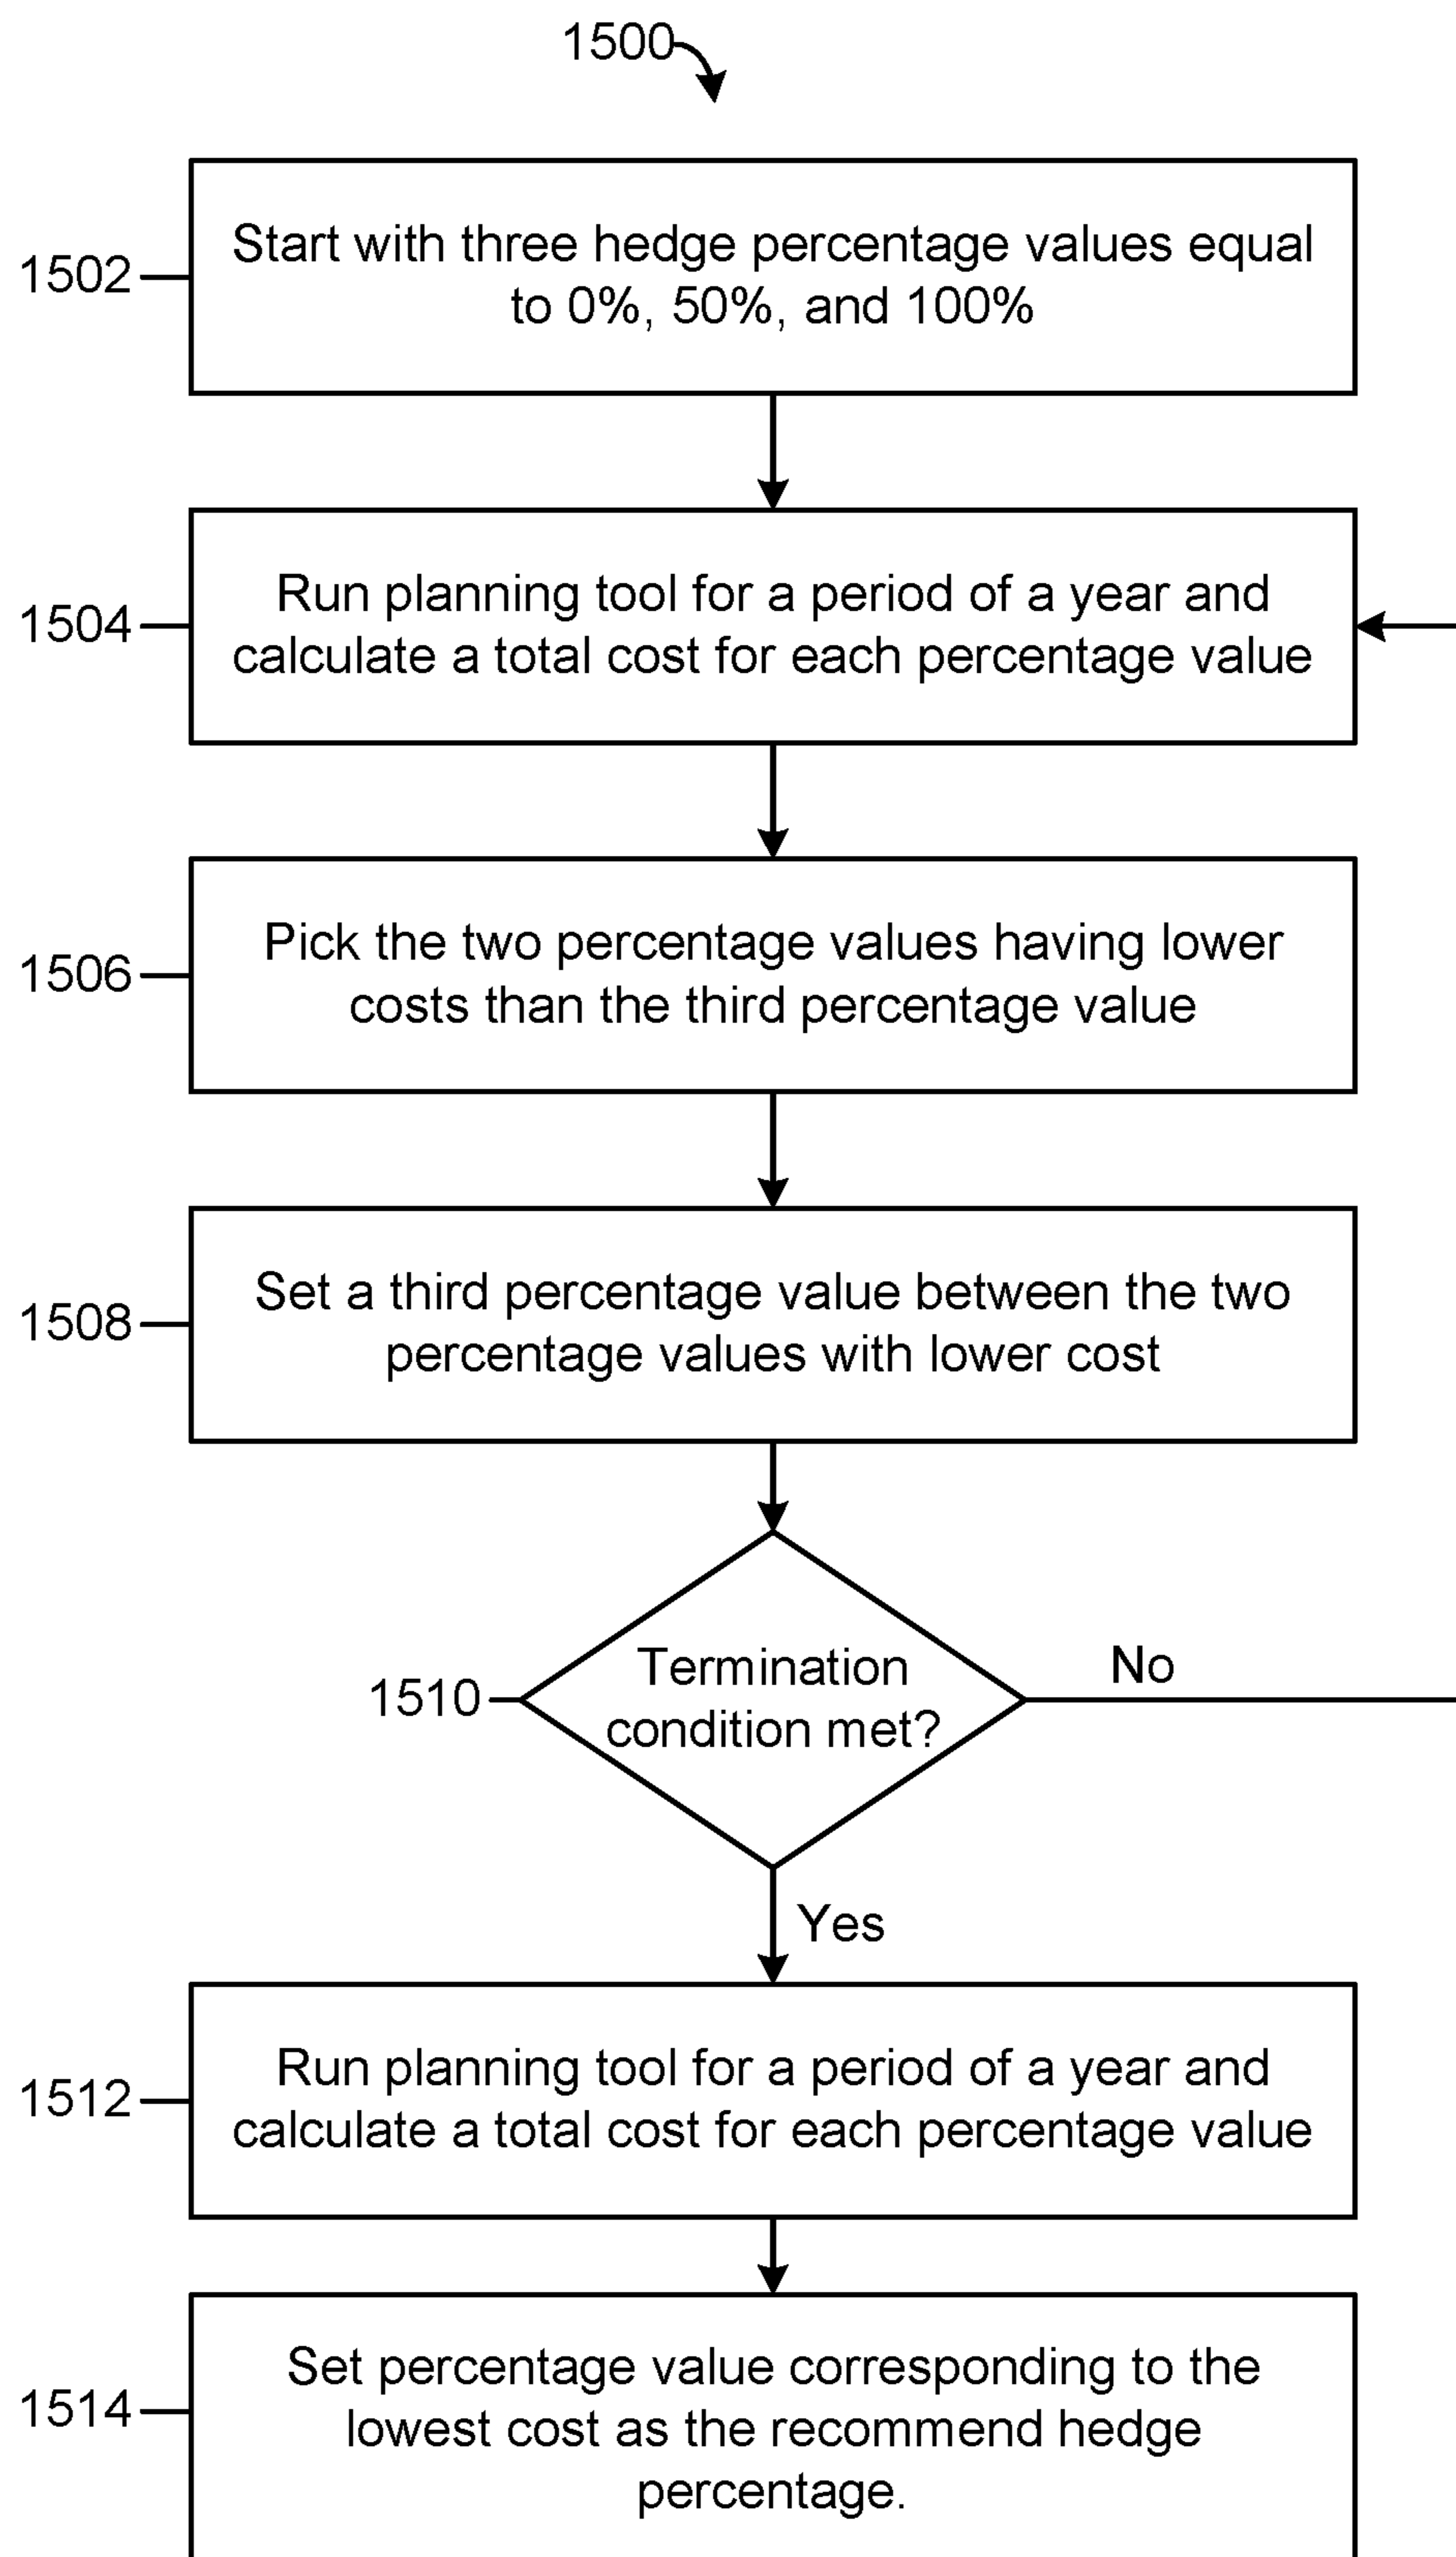 1500
1502
Start with three hedge percentage values equal
to 0%, 50%, and 100%
1504
Run planning tool for a period of a year and
calculate a total cost for each percentage value
1506
Pick the two percentage values having lower
costs than the third percentage value
1508
Set a third percentage value between the two
percentage values with lower cost
1510
Termination
condition met?
No
Yes
1512
Run planning tool for a period of a year and
calculate a total cost for each percentage value
1514
Set percentage value corresponding to the
lowest cost as the recommend hedge
percentage.